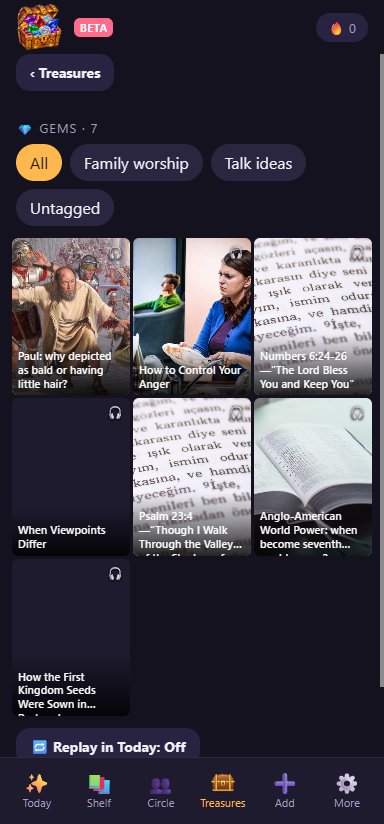 BETA
0
‹ Treasures
GEMS · 7
All
Family worship
Talk ideas
Untagged
Paul: why depicted
as bald or having
little hair?
How to Control Your
Anger
Numbers 6:24-26
—"The Lord Bless
You and Keep You"
When Viewpoints
Differ
Psalm 23:4
—"Though I Walk
Through the Valley...
Anglo-American
World Power: when
become seventh...
How the First
Kingdom Seeds
Were Sown in...
Replay in Today: Off
Today
Shelf
Circle
Treasures
Add
More